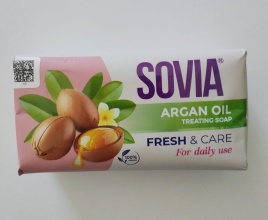 SOVIA®
ARGAN OIL
TREATING SOAP
FRESH & CARE
For daily use